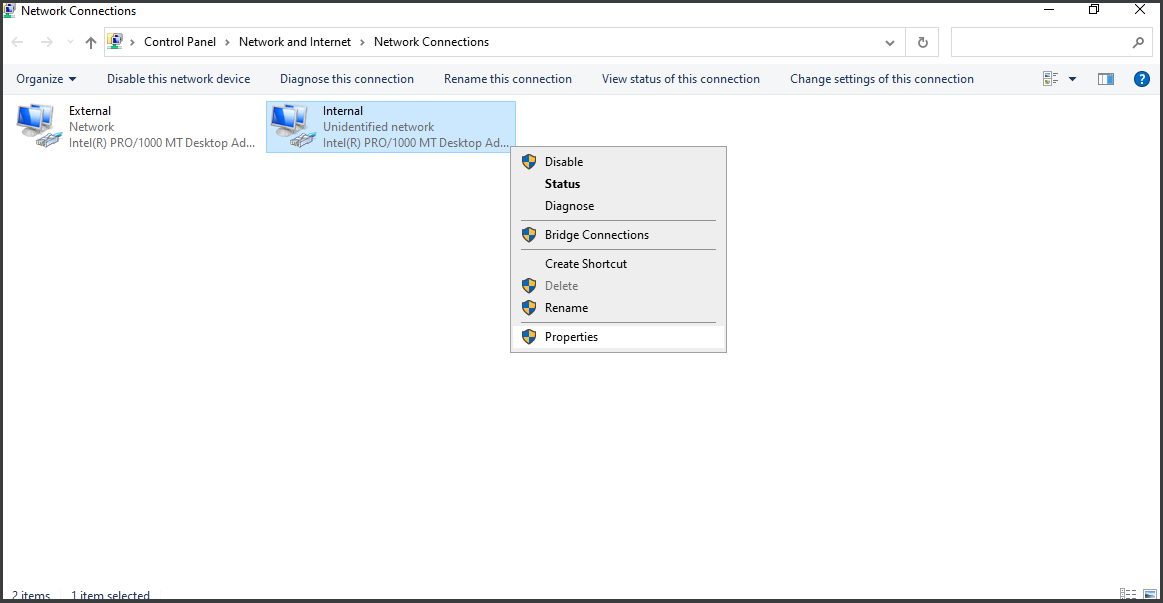 Network Connections
Control Panel > Network and Internet > Network Connections
Organize Disable this network device Diagnose this connection Rename this connection View status of this connection Change settings of this connection
External
Network
Intel(R) PRO/1000 MT Desktop Ad...
Internal
Unidentified network
Intel(R) PRO/1000 MT Desktop Ad...
Disable
Status
Diagnose
Bridge Connections
Create Shortcut
Delete
Rename
Properties
2 items 1 item selected